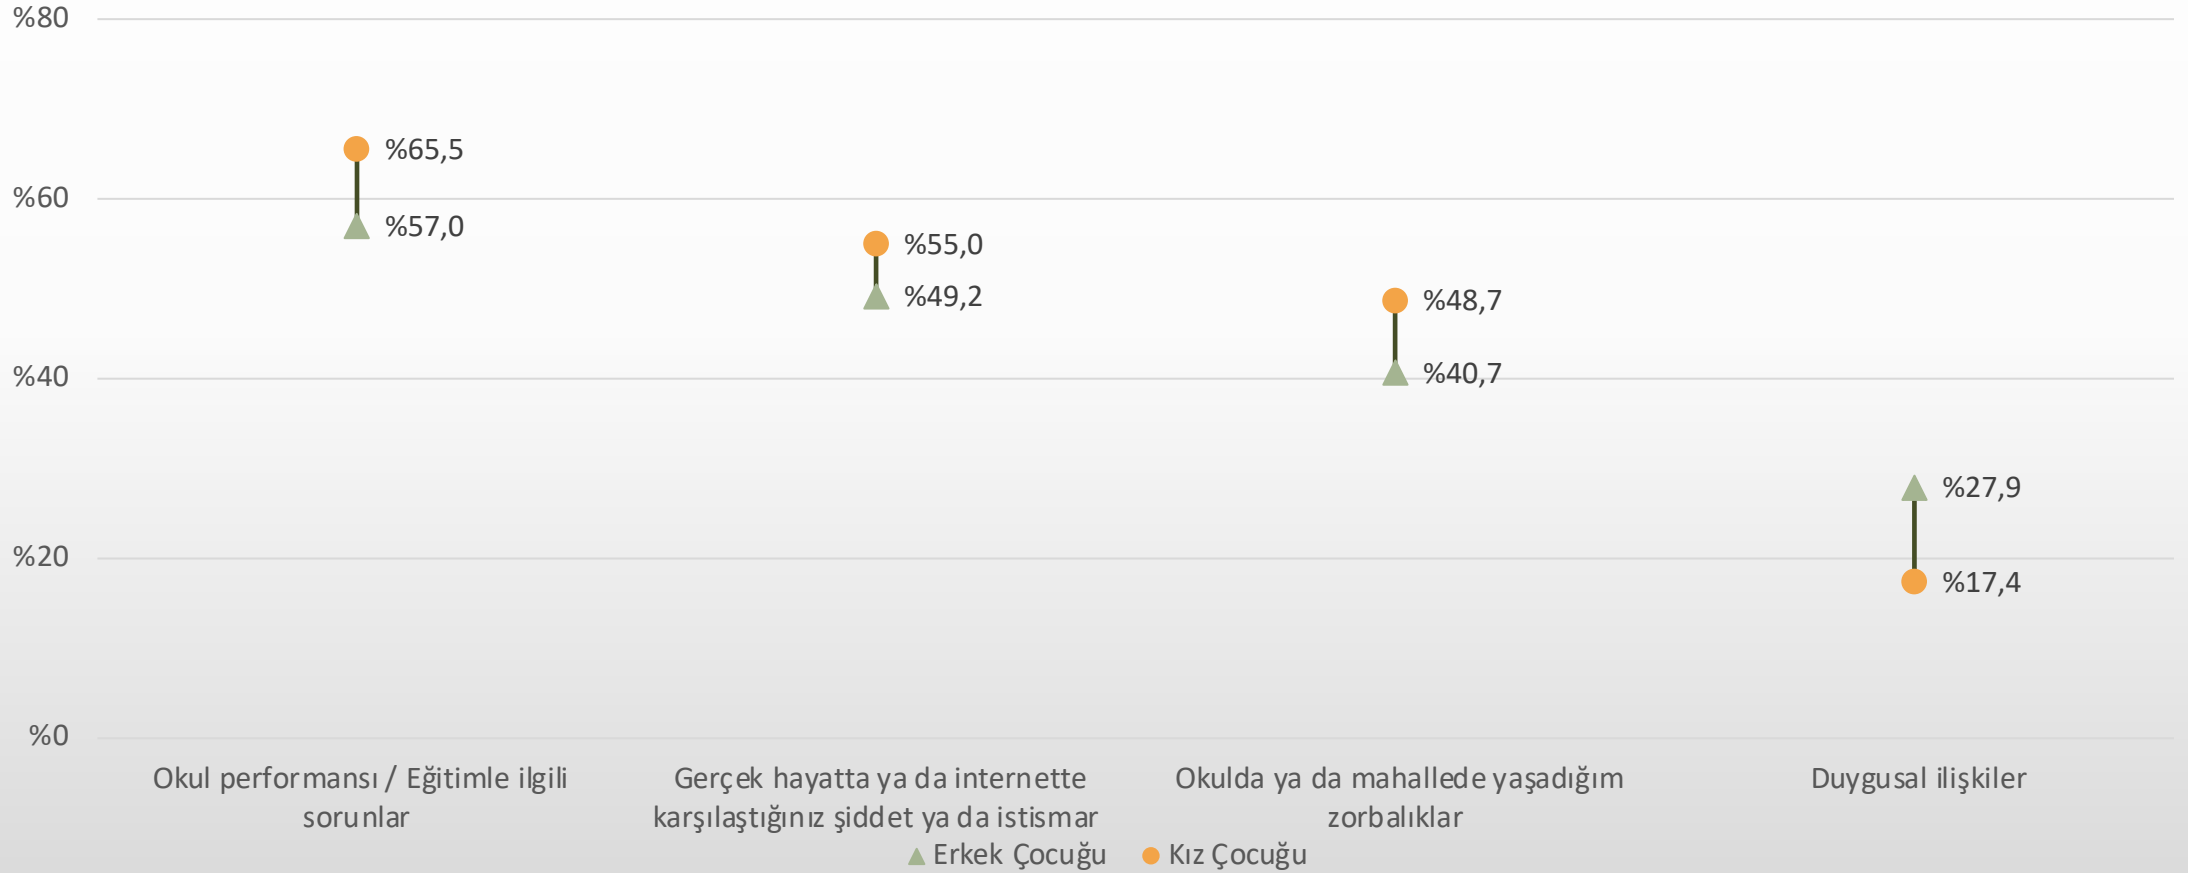 %80
%65,5
%60
%57,0
%55,0
%49,2
%48,7
%40,7
%40
%27,9
%20
%17,4
%0
Okul performansı / Eğitimle ilgili
sorunlar
Gerçek hayatta ya da internette
karşılaştığınız şiddet ya da istismar
Okulda ya da mahallede yaşadığım
zorbalıklar
Duygusal ilişkiler
Erkek Çocuğu
Kız Çocuğu